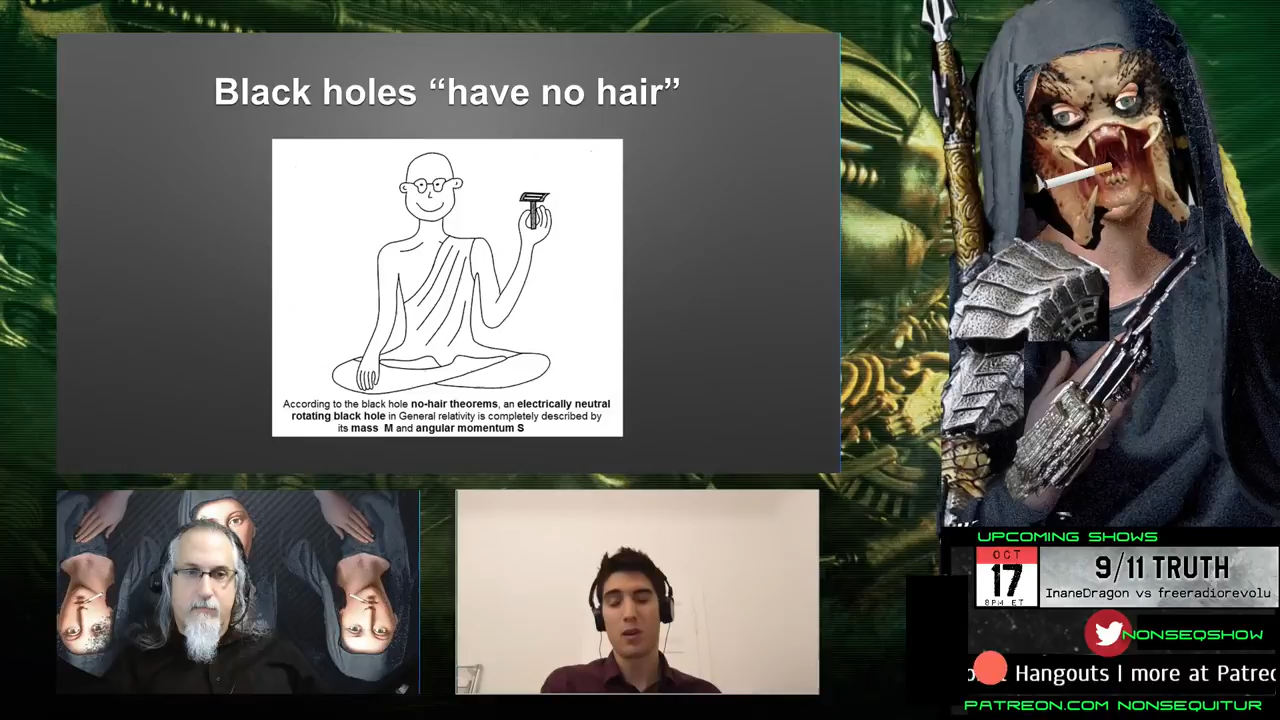 Black holes “have no hair”
According to the black hole no-hair theorems, an electrically neutral
rotating black hole in General relativity is completely described by
its mass M and angular momentum S
UPCOMING SHOWS
OCT
17
8PM ET
9/11 TRUTH
InaneDragon vs freeradiorevolu
NONSEQSHOW
Hangouts | more at Patreo
PATREON.COM NONSEQUITUR